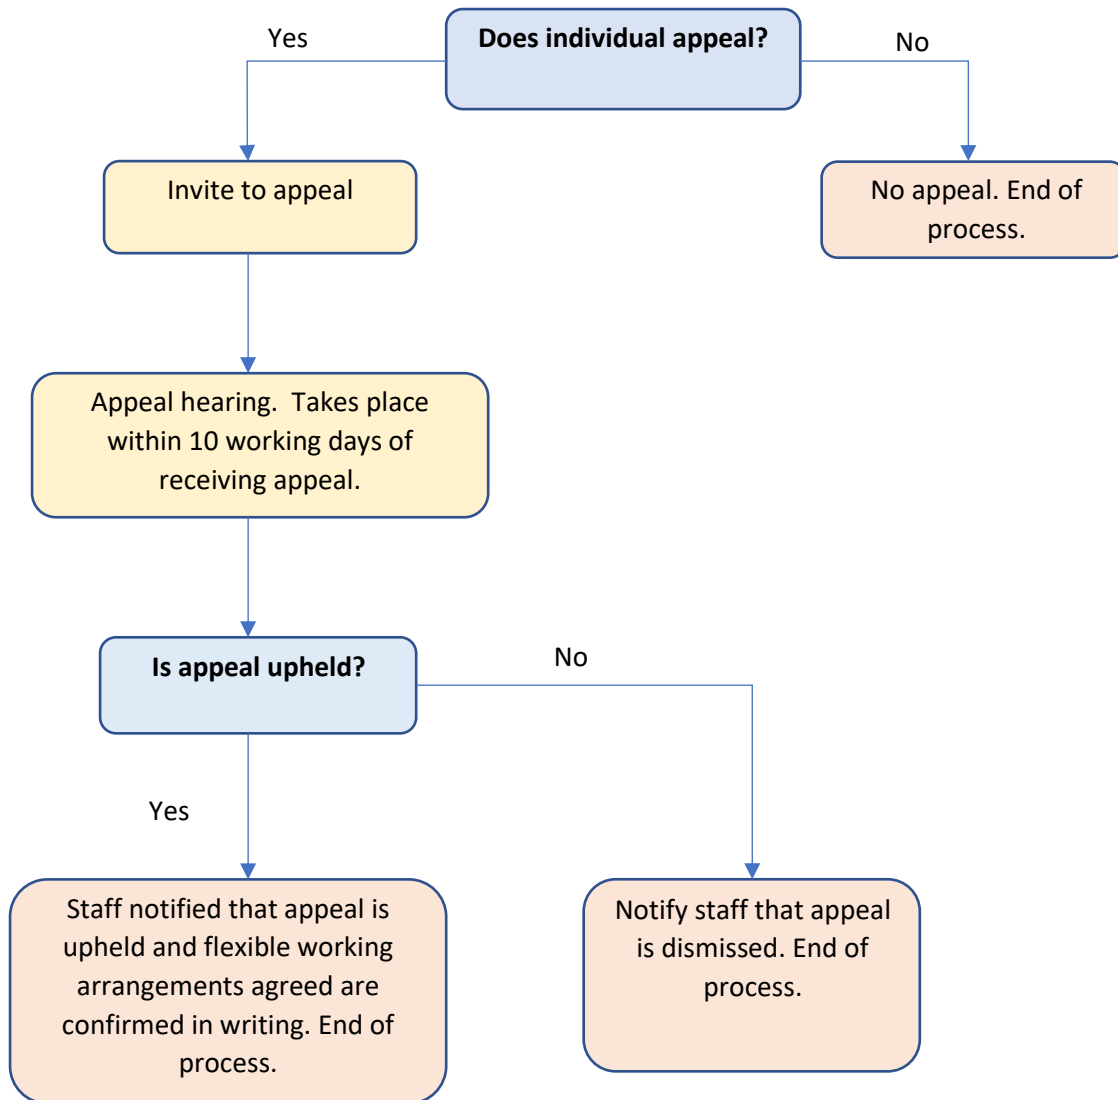 Yes
Does individual appeal?
No
Invite to appeal
No appeal. End of
process.
Appeal hearing.  Takes place
within 10 working days of
receiving appeal.
Is appeal upheld?
No
Yes
Staff notified that appeal is
upheld and flexible working
arrangements agreed are
confirmed in writing. End of
process.
Notify staff that appeal
is dismissed. End of
process.